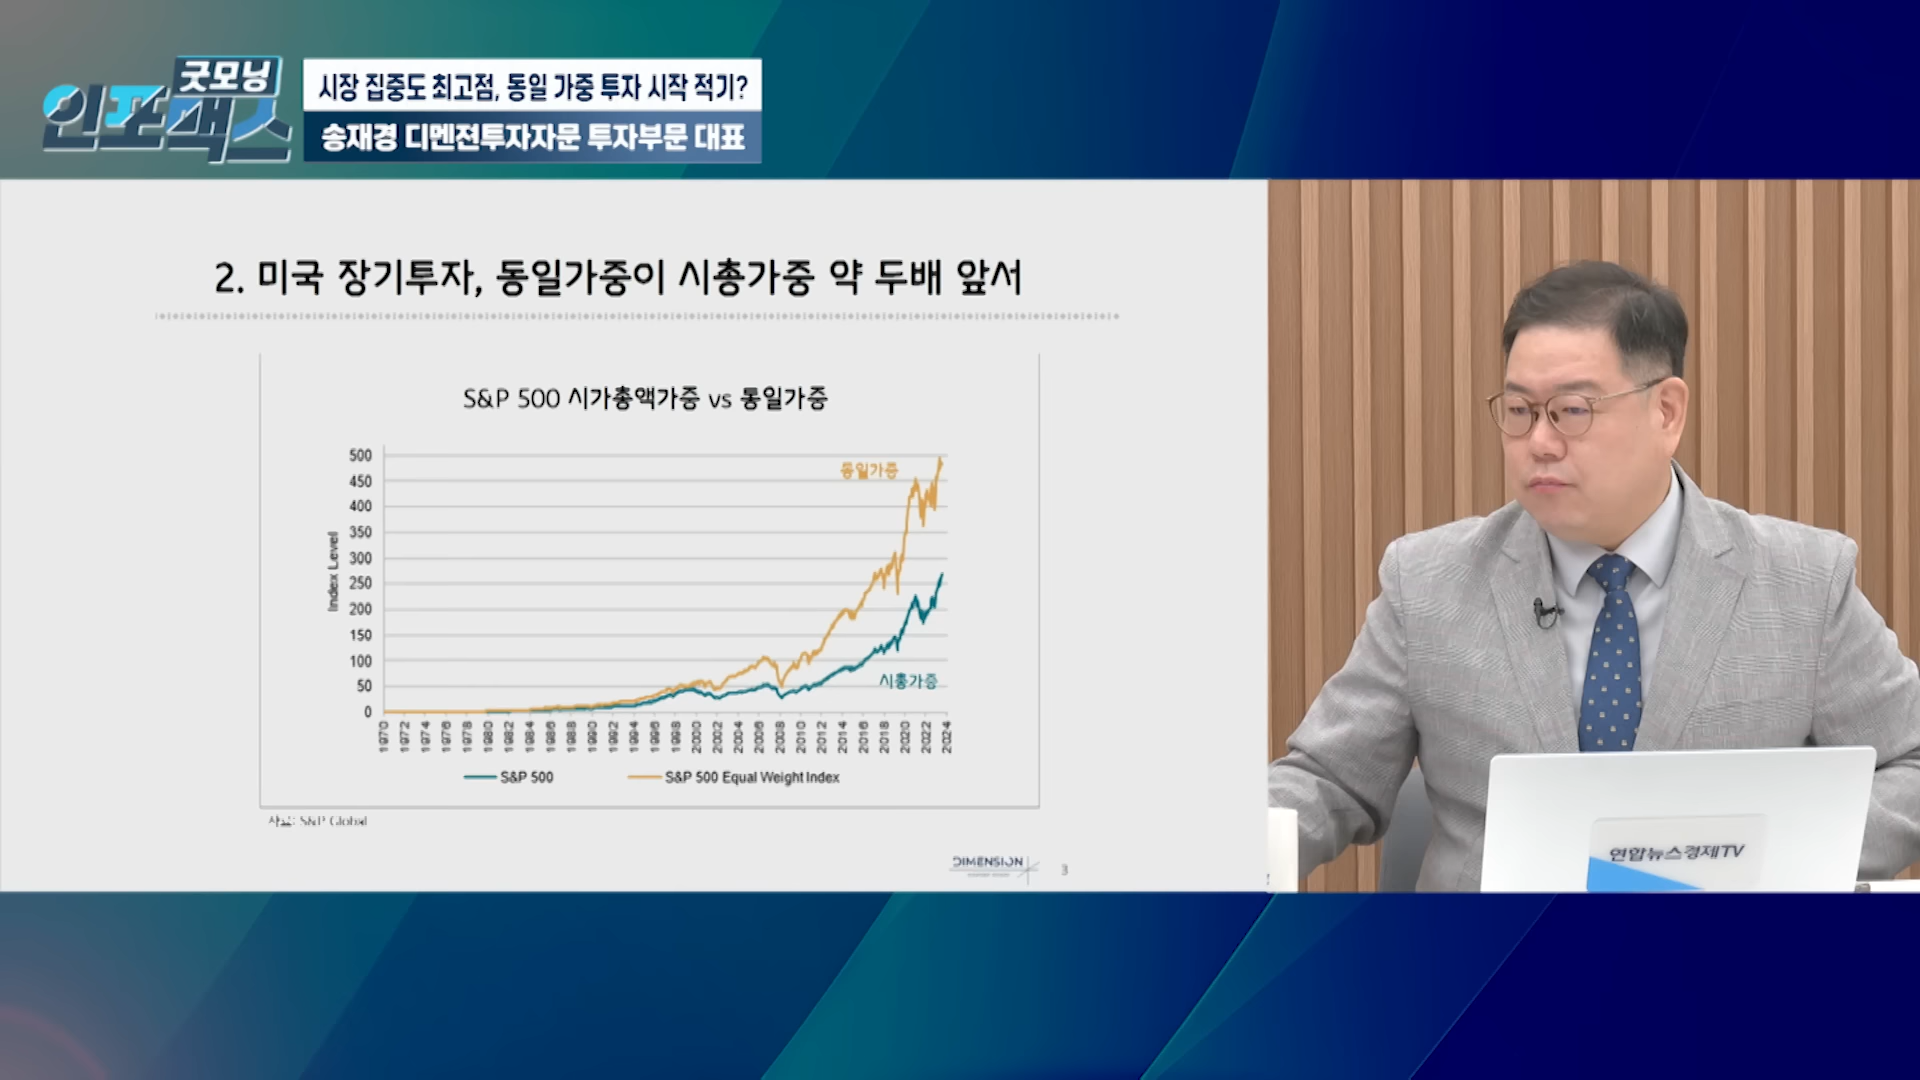 굿모닝
인포맥스
시장 집중도 최고점, 동일 가중 투자 시작 적기?
송재경 디멘젼투자자문 투자부문 대표
2. 미국 장기투자, 동일가중이 시총가중 약 두배 앞서
S&P 500 시가총액가중 vs 동일가중
500
450
400
350
300
250
200
150
100
50
0
Index Level
동일가중
시총가중
1970 1972 1974 1976 1978 1980 1982 1984 1986 1988 1990 1992 1994 1996 1998 2000 2002 2004 2006 2008 2010 2012 2014 2016 2018 2020 2022 2024
S&P 500
S&P 500 Equal Weight Index
자료: S&P Global
DIMENSION
3
연합뉴스경제TV